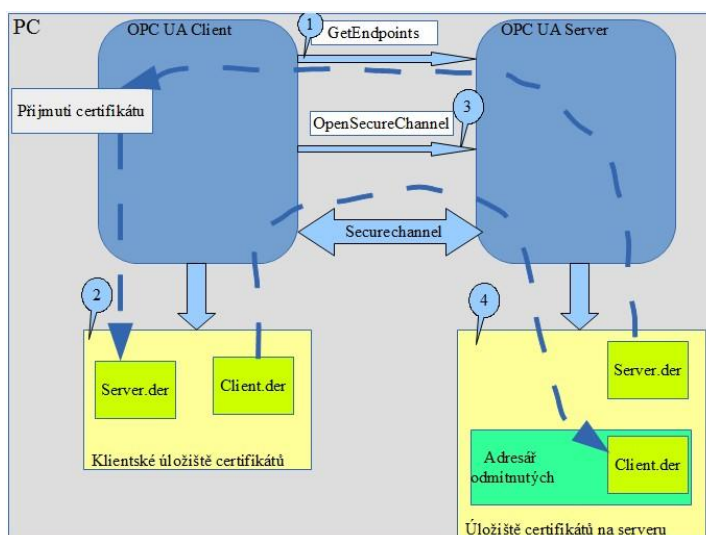 PC
OPC UA Client
1
GetEndpoints
OPC UA Server
Přijmutí certifikátu
OpenSecureChannel
3
Securechannel
2
4
Server.der
Client.der
Server.der
Klientské úložiště certifikátů
Adresář
odmitnutých
Client.der
Úložiště certifikátů na serveru